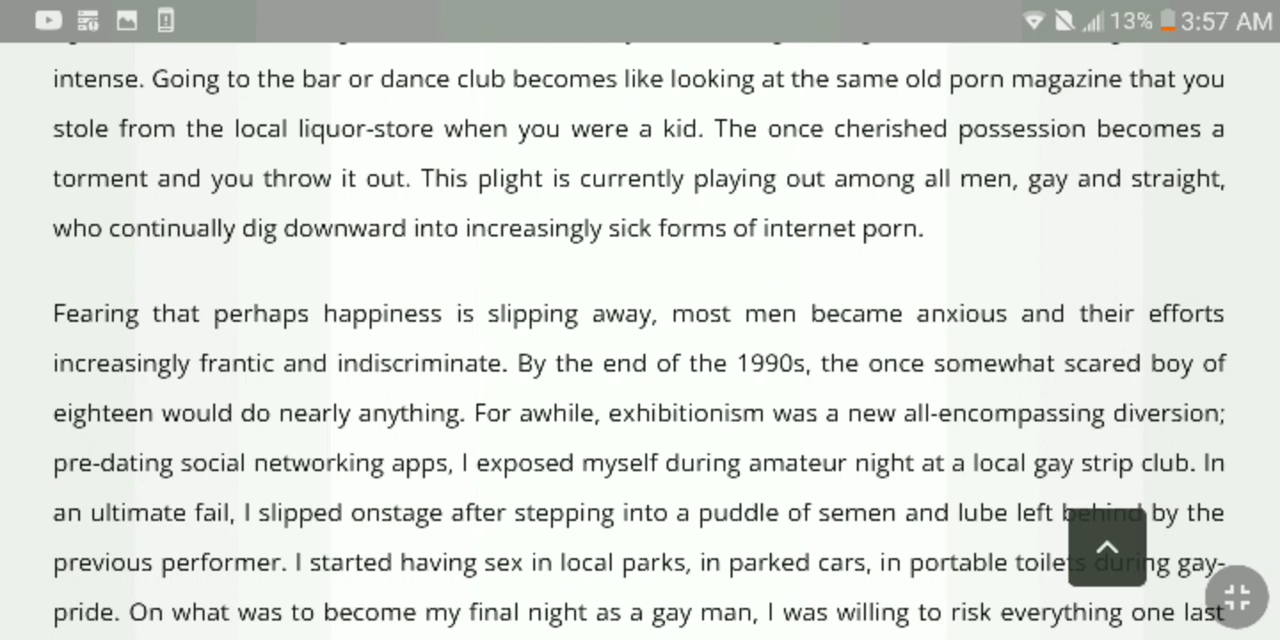 13% 3:57 AM
intense. Going to the bar or dance club becomes like looking at the same old porn magazine that you
stole from the local liquor-store when you were a kid. The once cherished possession becomes a
torment and you throw it out. This plight is currently playing out among all men, gay and straight,
who continually dig downward into increasingly sick forms of internet porn.
Fearing that perhaps happiness is slipping away, most men became anxious and their efforts
increasingly frantic and indiscriminate. By the end of the 1990s, the once somewhat scared boy of
eighteen would do nearly anything. For awhile, exhibitionism was a new all-encompassing diversion;
pre-dating social networking apps, I exposed myself during amateur night at a local gay strip club. In
an ultimate fail, I slipped onstage after stepping into a puddle of semen and lube left behind by the
previous performer. I started having sex in local parks, in parked cars, in portable toilets during gay-
pride. On what was to become my final night as a gay man, I was willing to risk everything one last